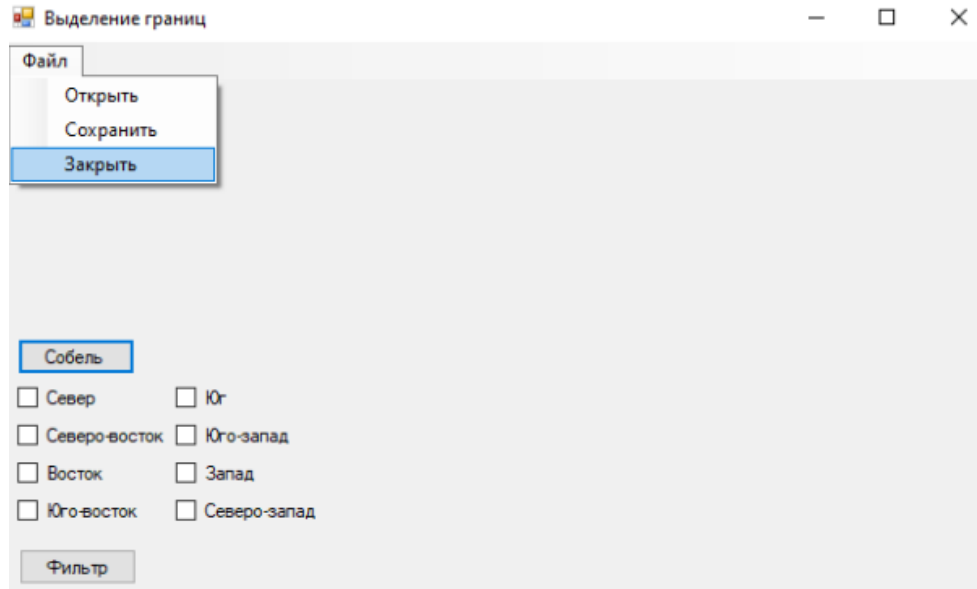 Выделение границ
Файл
Открыть
Сохранить
Закрыть
Собель
Север Юг
Северо-восток Юго-запад
Восток Запад
Юго-восток Северо-запад
Фильтр